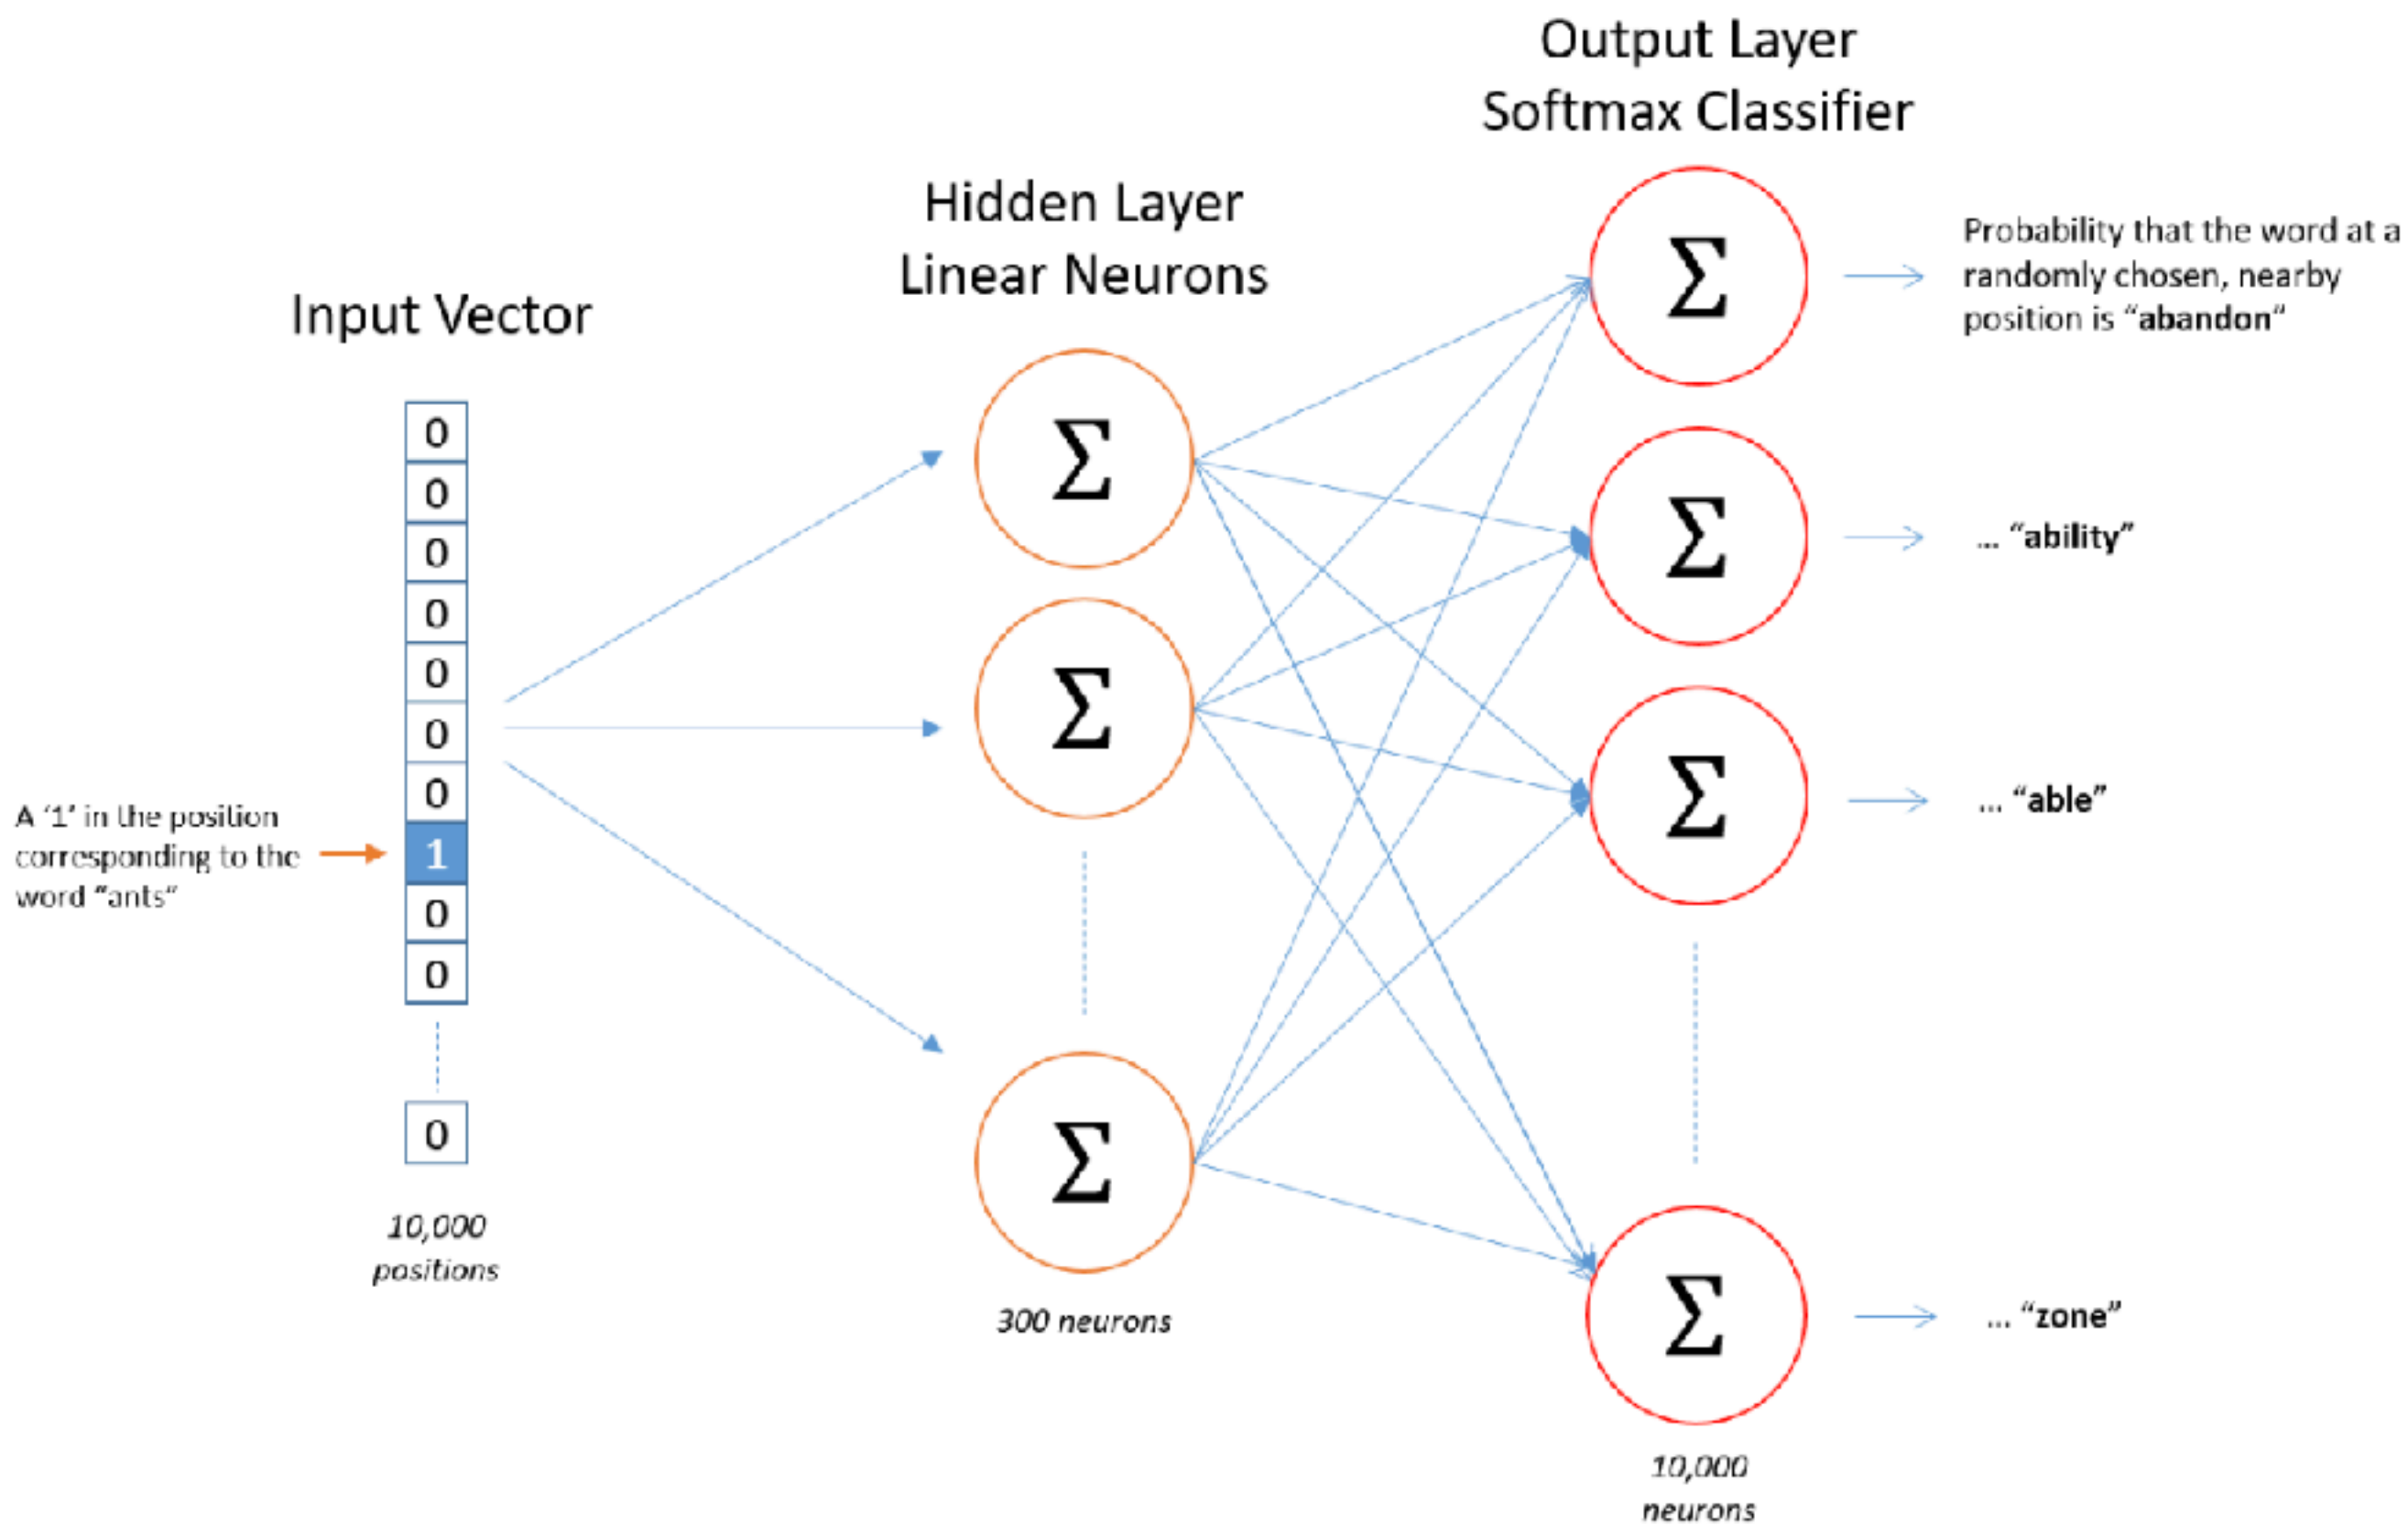 Output Layer
Softmax Classifier
Hidden Layer
Linear Neurons
Input Vector
0
0
0
0
0
0
0
1
0
0
0
A ‘1’ in the position
corresponding to the
word “ants”
10,000
positions
Σ
Σ
Σ
300 neurons
Σ
Σ
Σ
Σ
10,000
neurons
Probability that the word at a
randomly chosen, nearby
position is “abandon”
... “ability”
... “able”
... “zone”